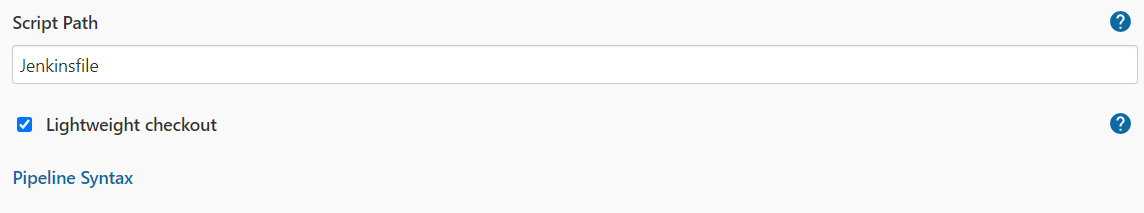 Script Path
?
Jenkinsfile
Lightweight checkout
?
Pipeline Syntax